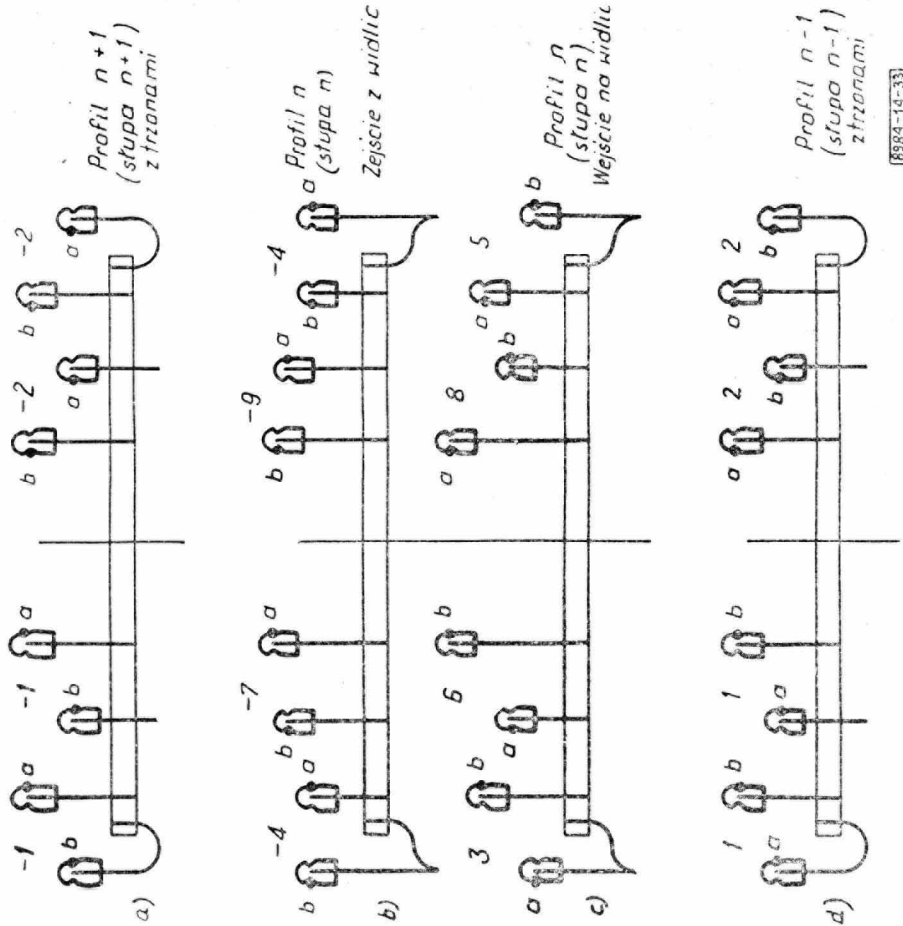 -1 -1 -2 -2
a a b b
b b a a
a)
Profil n+1
(słupa n+1)
z trzonami
-4 -7 -9 -4
b a b a b a b a
b)
Profil n
(słupa n)
Zejście z widlic
3 6 8 5
a b a b a b a b
c)
Profil n
(słupa n)
Wejście na widlic
1 1 2 2
a b a b a b a b
d)
Profil n-1
(słupa n-1)
z trzonami
8984-14-33